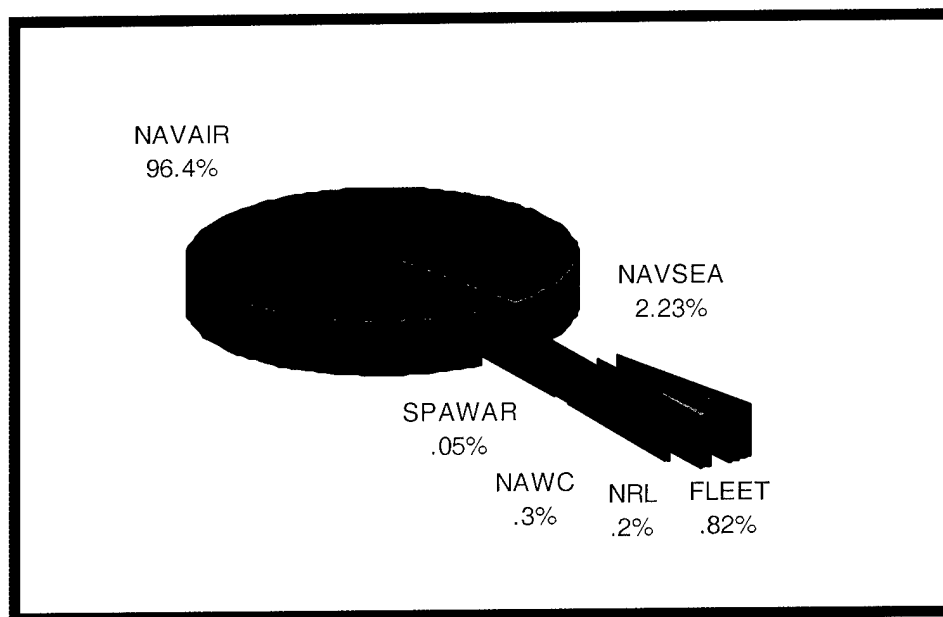 NAVAIR
96.4%
NAVSEA
2.23%
SPAWAR
.05%
NAWC
.3%
NRL
.2%
FLEET
.82%